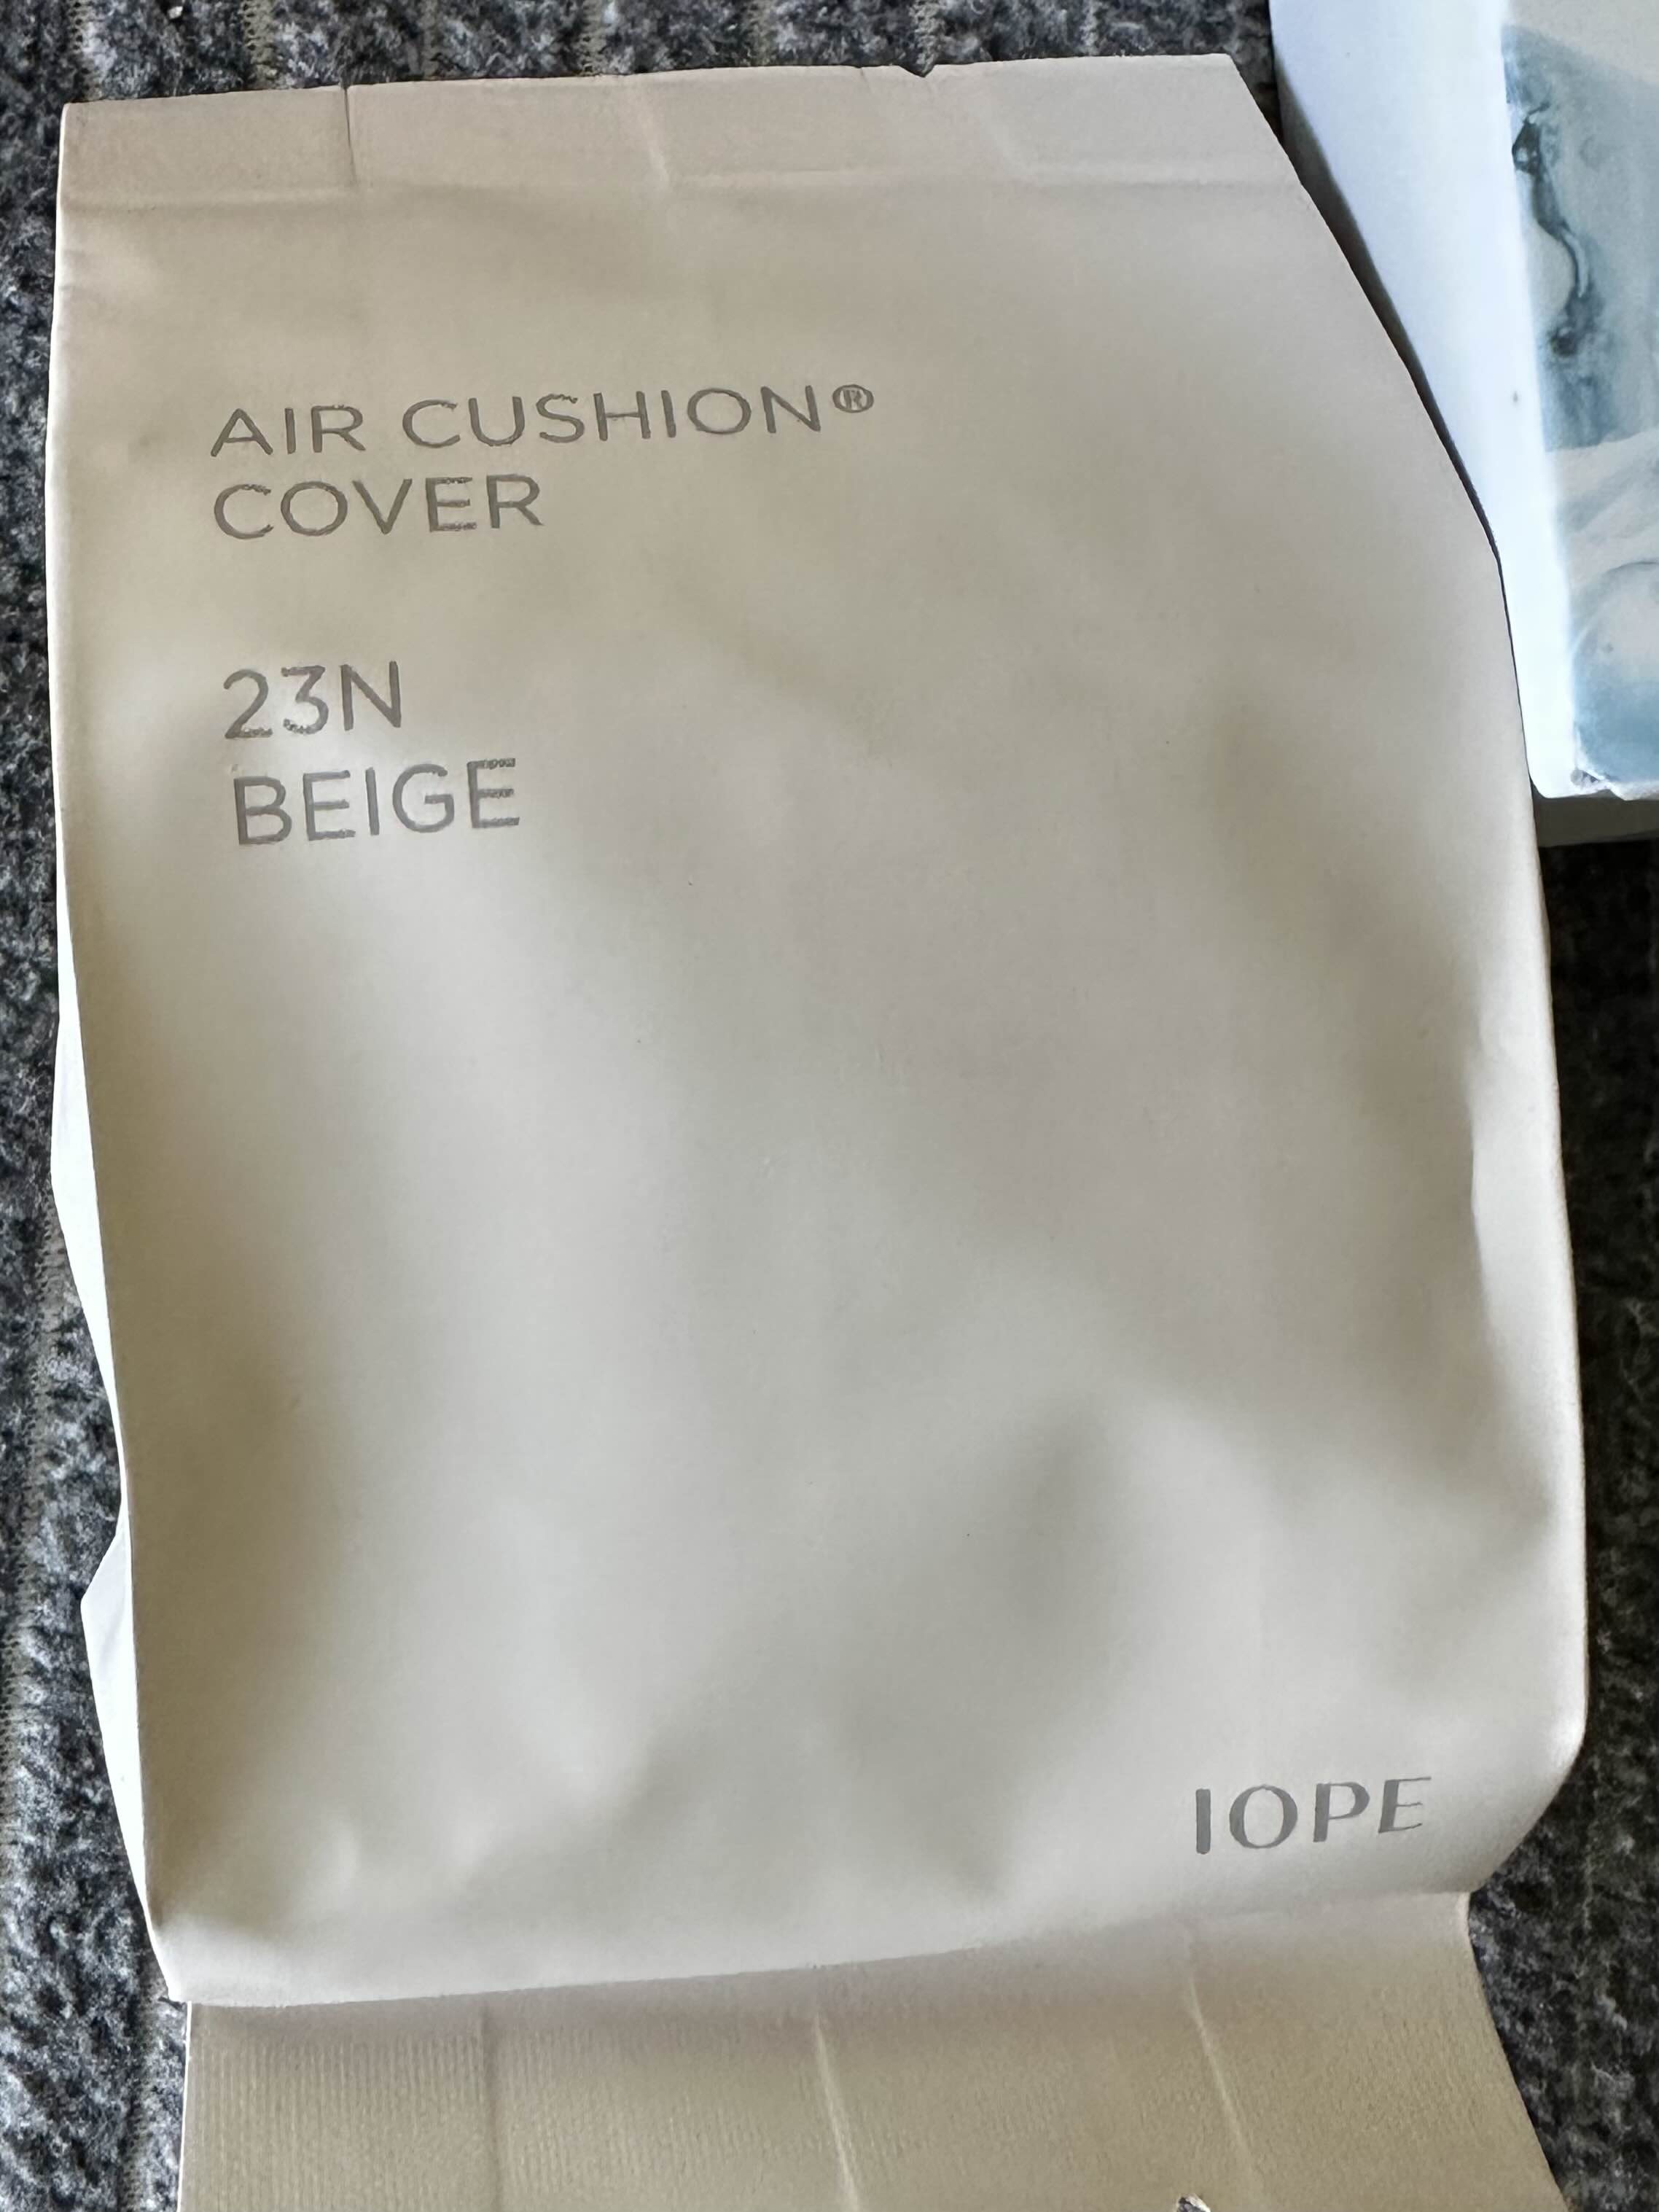 AIR CUSHION®
COVER
23N
BEIGE
IOPE